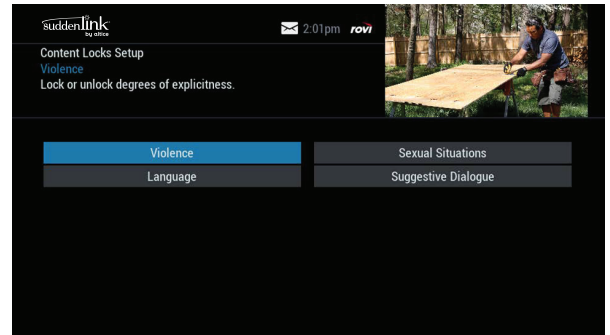 suddenlink
by altice
2:01pm rovi
Content Locks Setup
Violence
Lock or unlock degrees of explicitness.
Violence
Sexual Situations
Language
Suggestive Dialogue